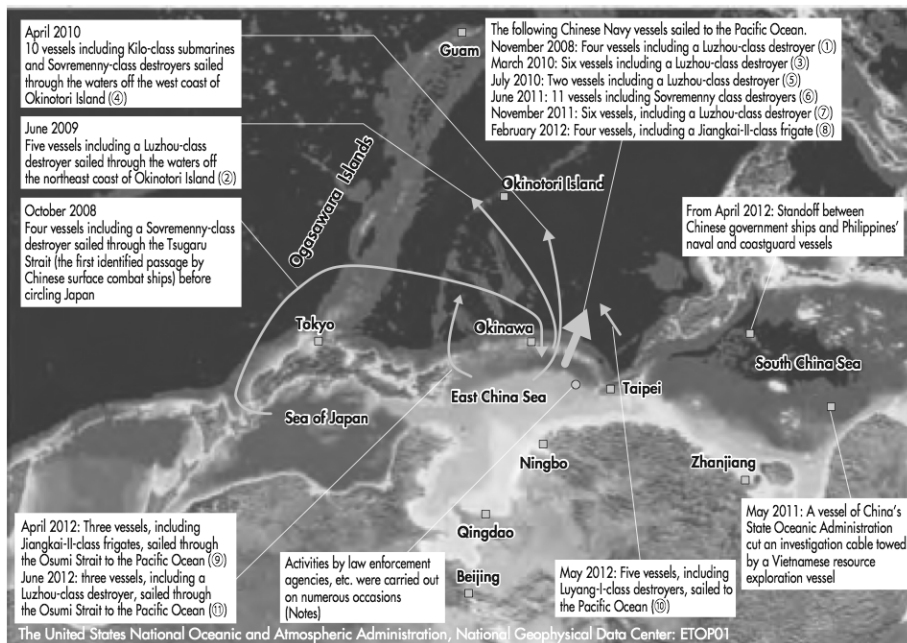 April 2010
10 vessels including Kilo-class submarines
and Sovremenny-class destroyers sailed
through the waters off the west coast of
Okinotori Island (④)
June 2009
Five vessels including a Luzhou-class
destroyer sailed through the waters off
the northeast coast of Okinotori Island (②)
October 2008
Four vessels including a Sovremenny-class
destroyer sailed through the Tsugaru
Strait (the first identified passage by
Chinese surface combat ships) before
circling Japan
Guam
The following Chinese Navy vessels sailed to the Pacific Ocean.
November 2008: Four vessels including a Luzhou-class destroyer (①)
March 2010: Six vessels including a Luzhou-class destroyer (③)
July 2010: Two vessels including a Luzhou-class destroyer (⑤)
June 2011: 11 vessels including Sovremenny class destroyers (⑥)
November 2011: Six vessels, including a Luzhou-class destroyer (⑦)
February 2012: Four vessels, including a Jiangkai-II-class frigate (⑧)
Ogasawara Islands
Okinotori Island
From April 2012: Standoff between
Chinese government ships and Philippines'
naval and coastguard vessels
Tokyo
Okinawa
South China Sea
Sea of Japan
East China Sea
Taipei
Ningbo
Zhanjiang
Qingdao
Beijing
April 2012: Three vessels, including
Jiangkai-II-class frigates, sailed through
the Osumi Strait to the Pacific Ocean (⑨)
June 2012: three vessels, including a
Luzhou-class destroyer, sailed through
the Osumi Strait to the Pacific Ocean (⑪)
Activities by law enforcement
agencies, etc. were carried out
on numerous occasions
(Notes)
May 2012: Five vessels, including
Luyang-I-class destroyers, sailed to
the Pacific Ocean (⑩)
May 2011: A vessel of China's
State Oceanic Administration
cut an investigation cable towed
by a Vietnamese resource
exploration vessel
The United States National Oceanic and Atmospheric Administration, National Geophysical Data Center: ETOP01